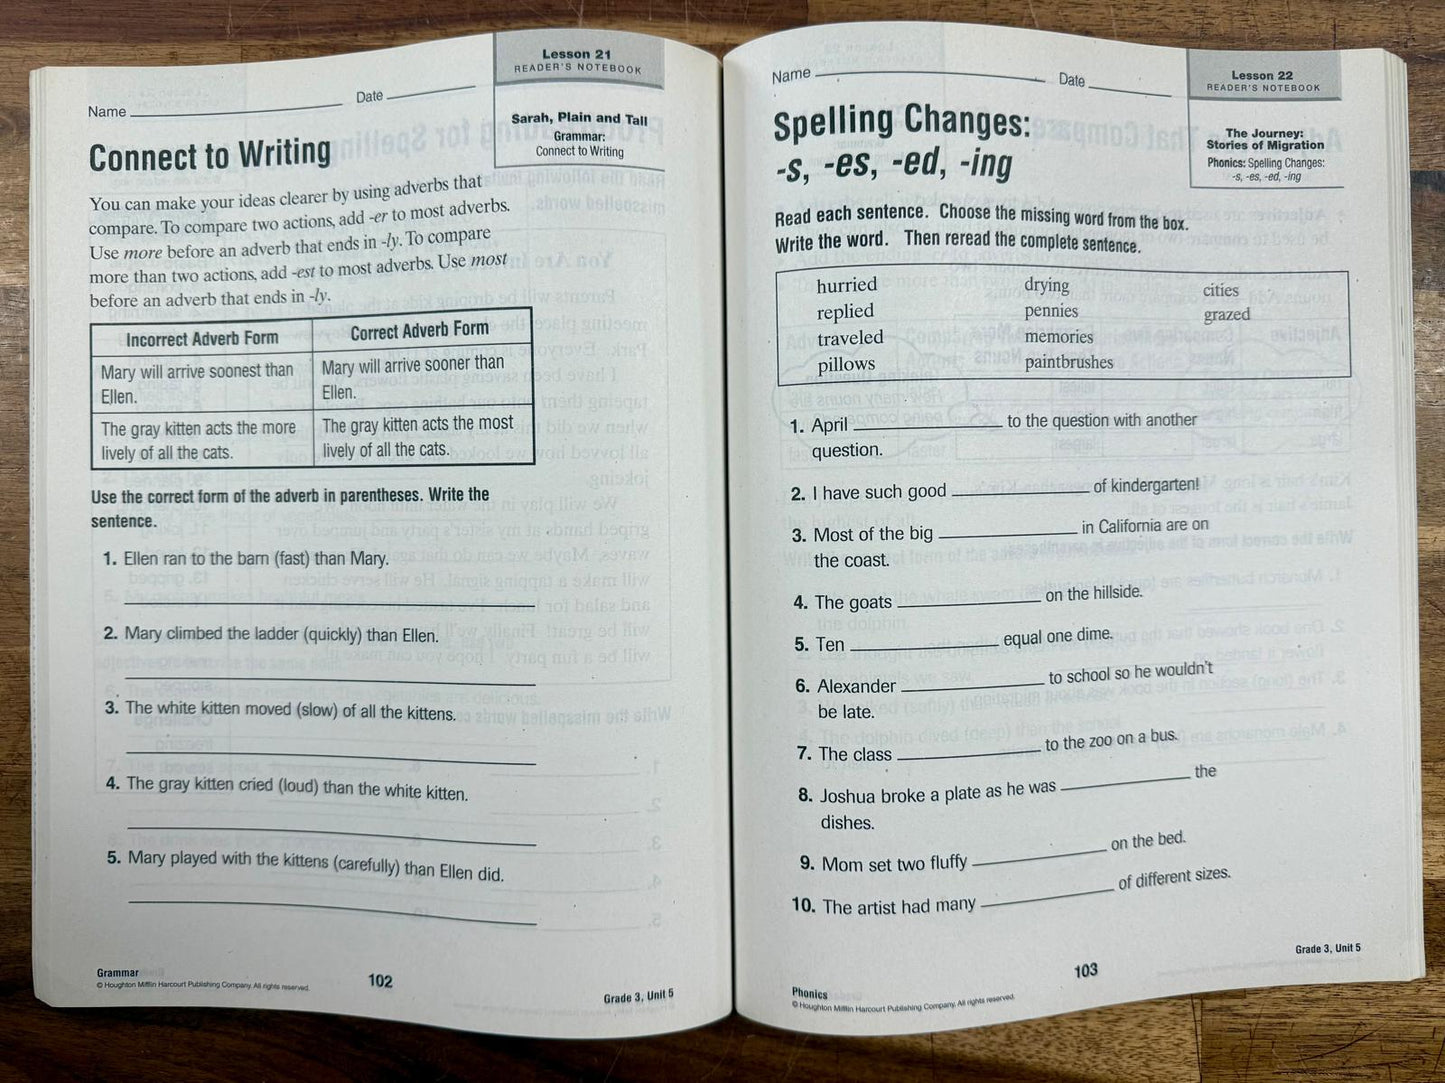 Lesson 21
READER'S NOTEBOOK
Name
Date
Sarah, Plain and Tall
Grammar:
Connect to Writing
Connect to Writing
You can make your ideas clearer by using adverbs that
compare. To compare two actions, add -er to most adverbs.
Use more before an adverb that ends in -ly. To compare
more than two actions, add -est to most adverbs. Use most
before an adverb that ends in -ly.
Incorrect Adverb Form
Correct Adverb Form
Mary will arrive soonest than
Ellen.
Mary will arrive sooner than
Ellen.
The gray kitten acts the more
lively of all the cats.
The gray kitten acts the most
lively of all the cats.
Use the correct form of the adverb in parentheses. Write the
sentence.
1. Ellen ran to the barn (fast) than Mary.
2. Mary climbed the ladder (quickly) than Ellen.
3. The white kitten moved (slow) of all the kittens.
4. The gray kitten cried (loud) than the white kitten.
5. Mary played with the kittens (carefully) than Ellen did.
Grammar
© Houghton Mifflin Harcourt Publishing Company. All rights reserved.
102
Grade 3, Unit 5
Name
Date
Lesson 22
READER'S NOTEBOOK
Spelling Changes:
-s, -es, -ed, -ing
The Journey:
Stories of Migration
Phonics: Spelling Changes:
-s, -es, -ed, -ing
Read each sentence. Choose the missing word from the box.
Write the word. Then reread the complete sentence.
hurried
replied
traveled
pillows
drying
pennies
memories
paintbrushes
cities
grazed
1. April ____ to the question with another
question.
2. I have such good ____ of kindergarten!
3. Most of the big ____ in California are on
the coast.
4. The goats ____ on the hillside.
5. Ten ____ equal one dime.
6. Alexander ____ to school so he wouldn't
be late.
7. The class ____ to the zoo on a bus.
8. Joshua broke a plate as he was ____ the
dishes.
9. Mom set two fluffy ____ on the bed.
10. The artist had many ____ of different sizes.
Phonics
© Houghton Mifflin Harcourt Publishing Company. All rights reserved.
103
Grade 3, Unit 5